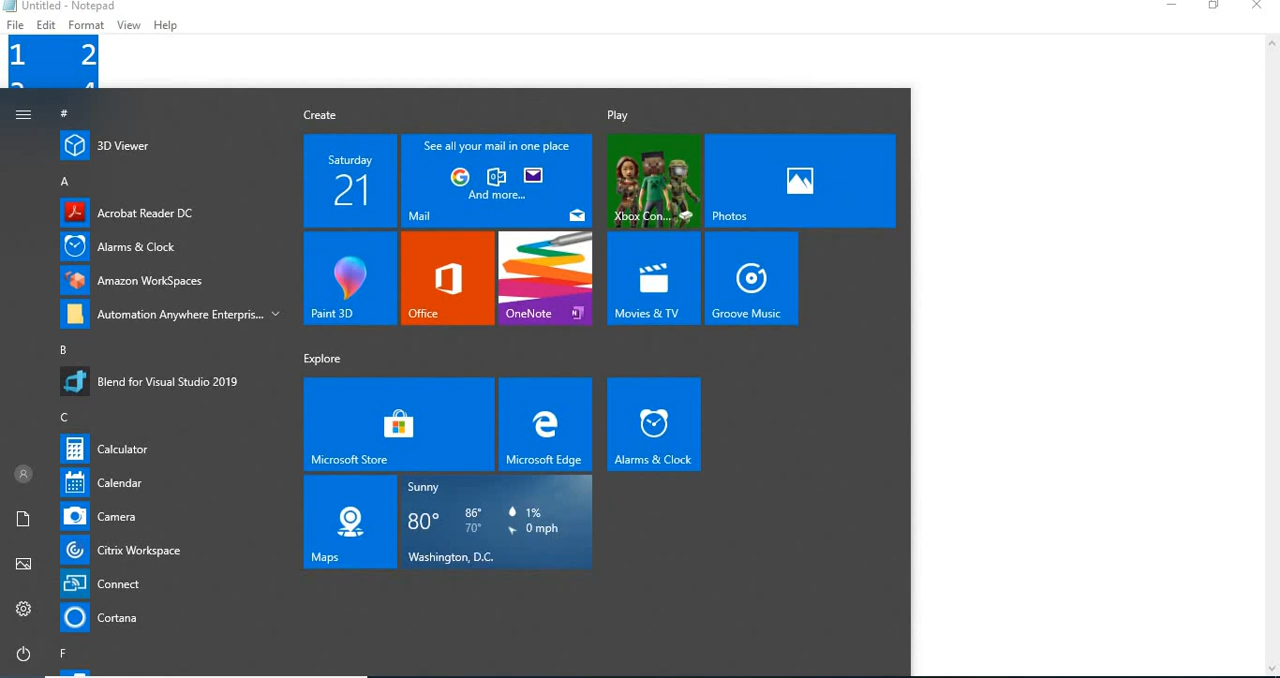 Untitled - Notepad
File Edit Format View Help
1 2
#
3D Viewer
A
Acrobat Reader DC
Alarms & Clock
Amazon WorkSpaces
Automation Anywhere Enterpris...
B
Blend for Visual Studio 2019
C
Calculator
Calendar
Camera
Citrix Workspace
Connect
Cortana
F
Create
Saturday
21
See all your mail in one place
And more...
Mail
Paint 3D
Office
OneNote
Explore
Microsoft Store
Microsoft Edge
Maps
Sunny
80° 86° 1%
70° 0 mph
Washington, D.C.
Play
Xbox Con...
Photos
Movies & TV
Groove Music
Alarms & Clock